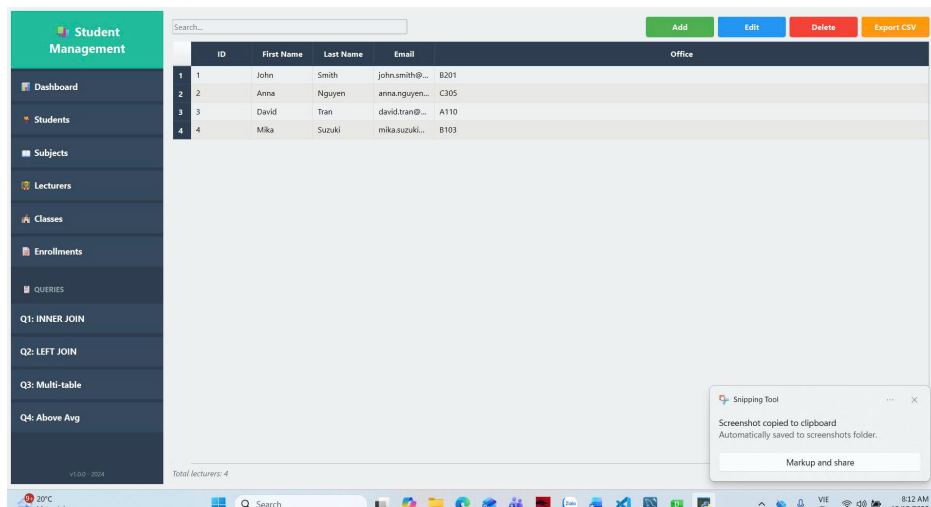 Student
Management
Dashboard
Students
Subjects
Lecturers
Classes
Enrollments
QUERIES
Q1: INNER JOIN
Q2: LEFT JOIN
Q3: Multi-table
Q4: Above Avg
v1.0.0 - 2024
Search...
Add Edit Delete Export CSV
ID First Name Last Name Email Office
1 1 John Smith john.smith@... B201
2 2 Anna Nguyen anna.nguyen... C305
3 3 David Tran david.tran@... A110
4 4 Mika Suzuki mika.suzuki... B103
Total lecturers: 4
Snipping Tool
Screenshot copied to clipboard
Automatically saved to screenshots folder.
Markup and share
9+ 20°C
Search
Zalo
VIE
8:12 AM